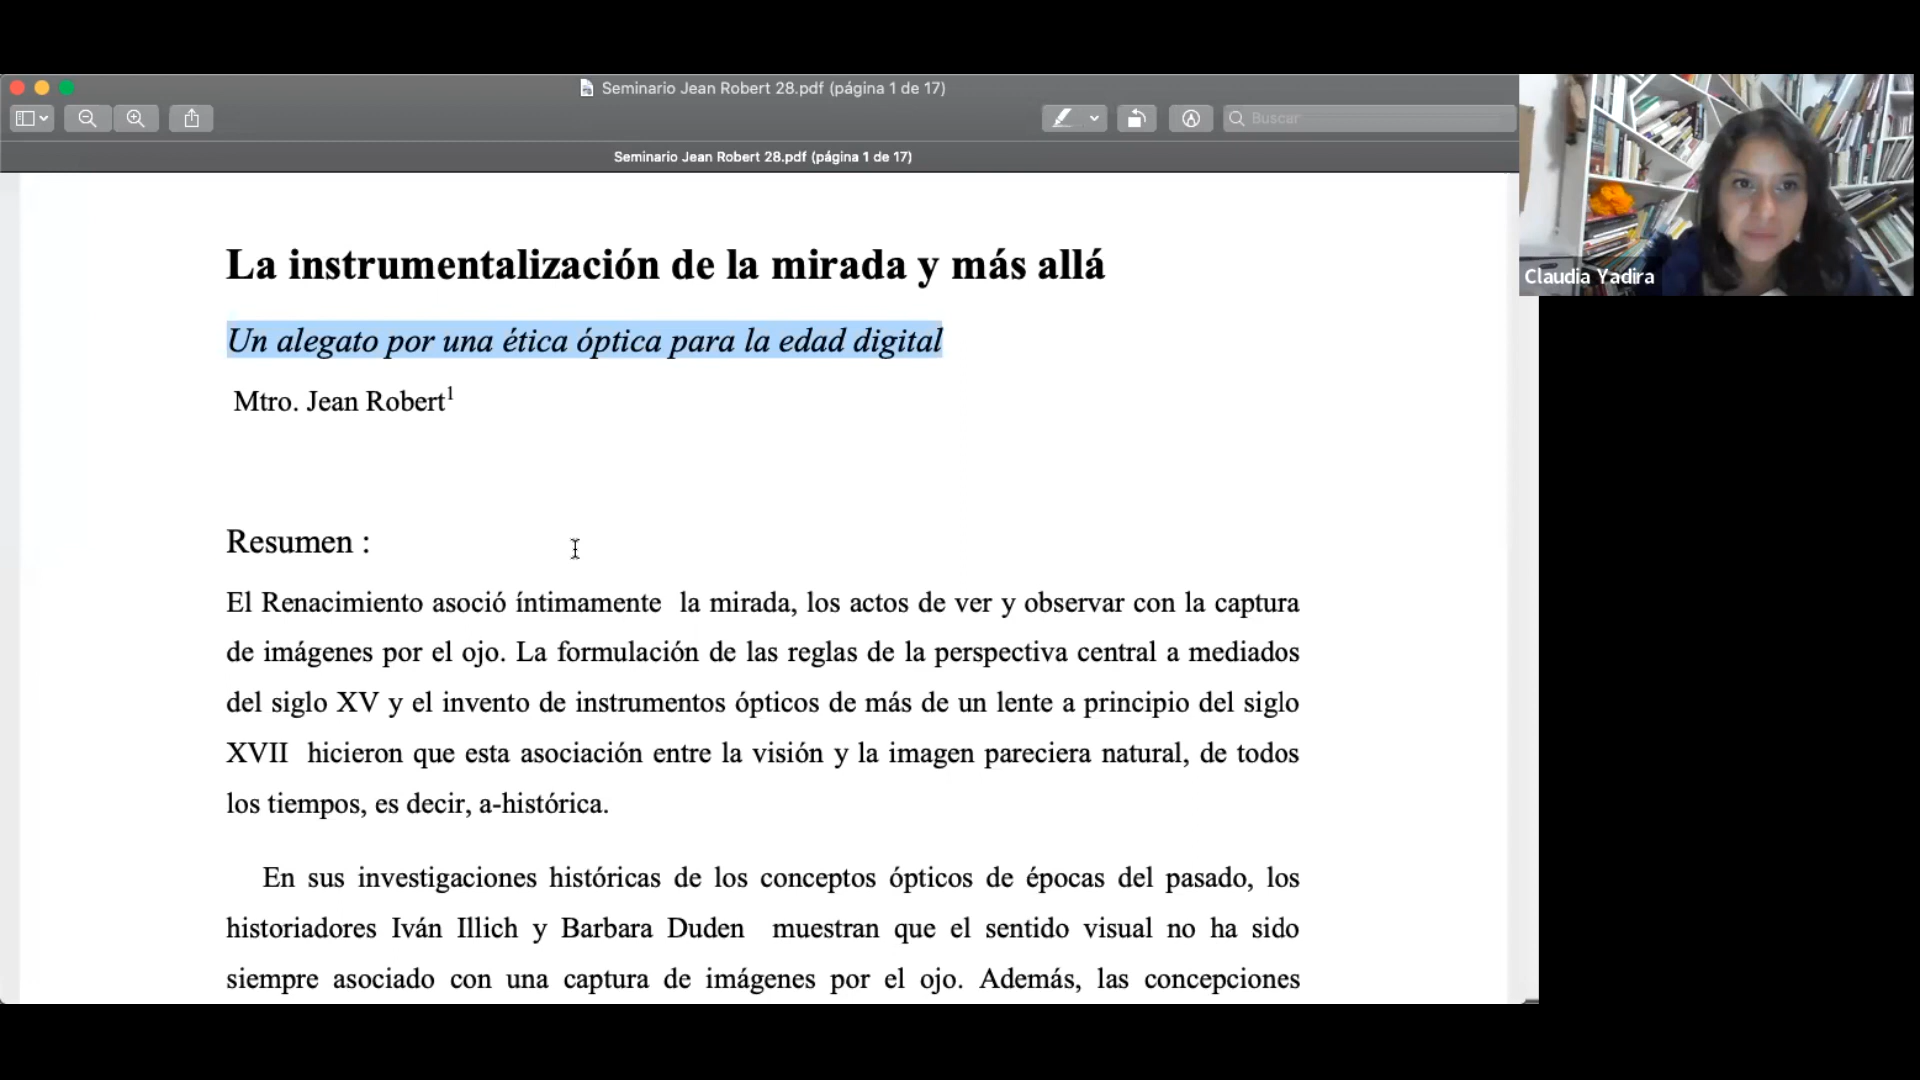 Seminario Jean Robert 28.pdf (página 1 de 17)
Buscar
Seminario Jean Robert 28.pdf (página 1 de 17)
Claudia Yadira
La instrumentalización de la mirada y más allá
Un alegato por una ética óptica para la edad digital
Mtro. Jean Robert¹
Resumen :
El Renacimiento asoció íntimamente la mirada, los actos de ver y observar con la captura
de imágenes por el ojo. La formulación de las reglas de la perspectiva central a mediados
del siglo XV y el invento de instrumentos ópticos de más de un lente a principio del siglo
XVII hicieron que esta asociación entre la visión y la imagen pareciera natural, de todos
los tiempos, es decir, a-histórica.
En sus investigaciones históricas de los conceptos ópticos de épocas del pasado, los
historiadores Iván Illich y Barbara Duden muestran que el sentido visual no ha sido
siempre asociado con una captura de imágenes por el ojo. Además, las concepciones